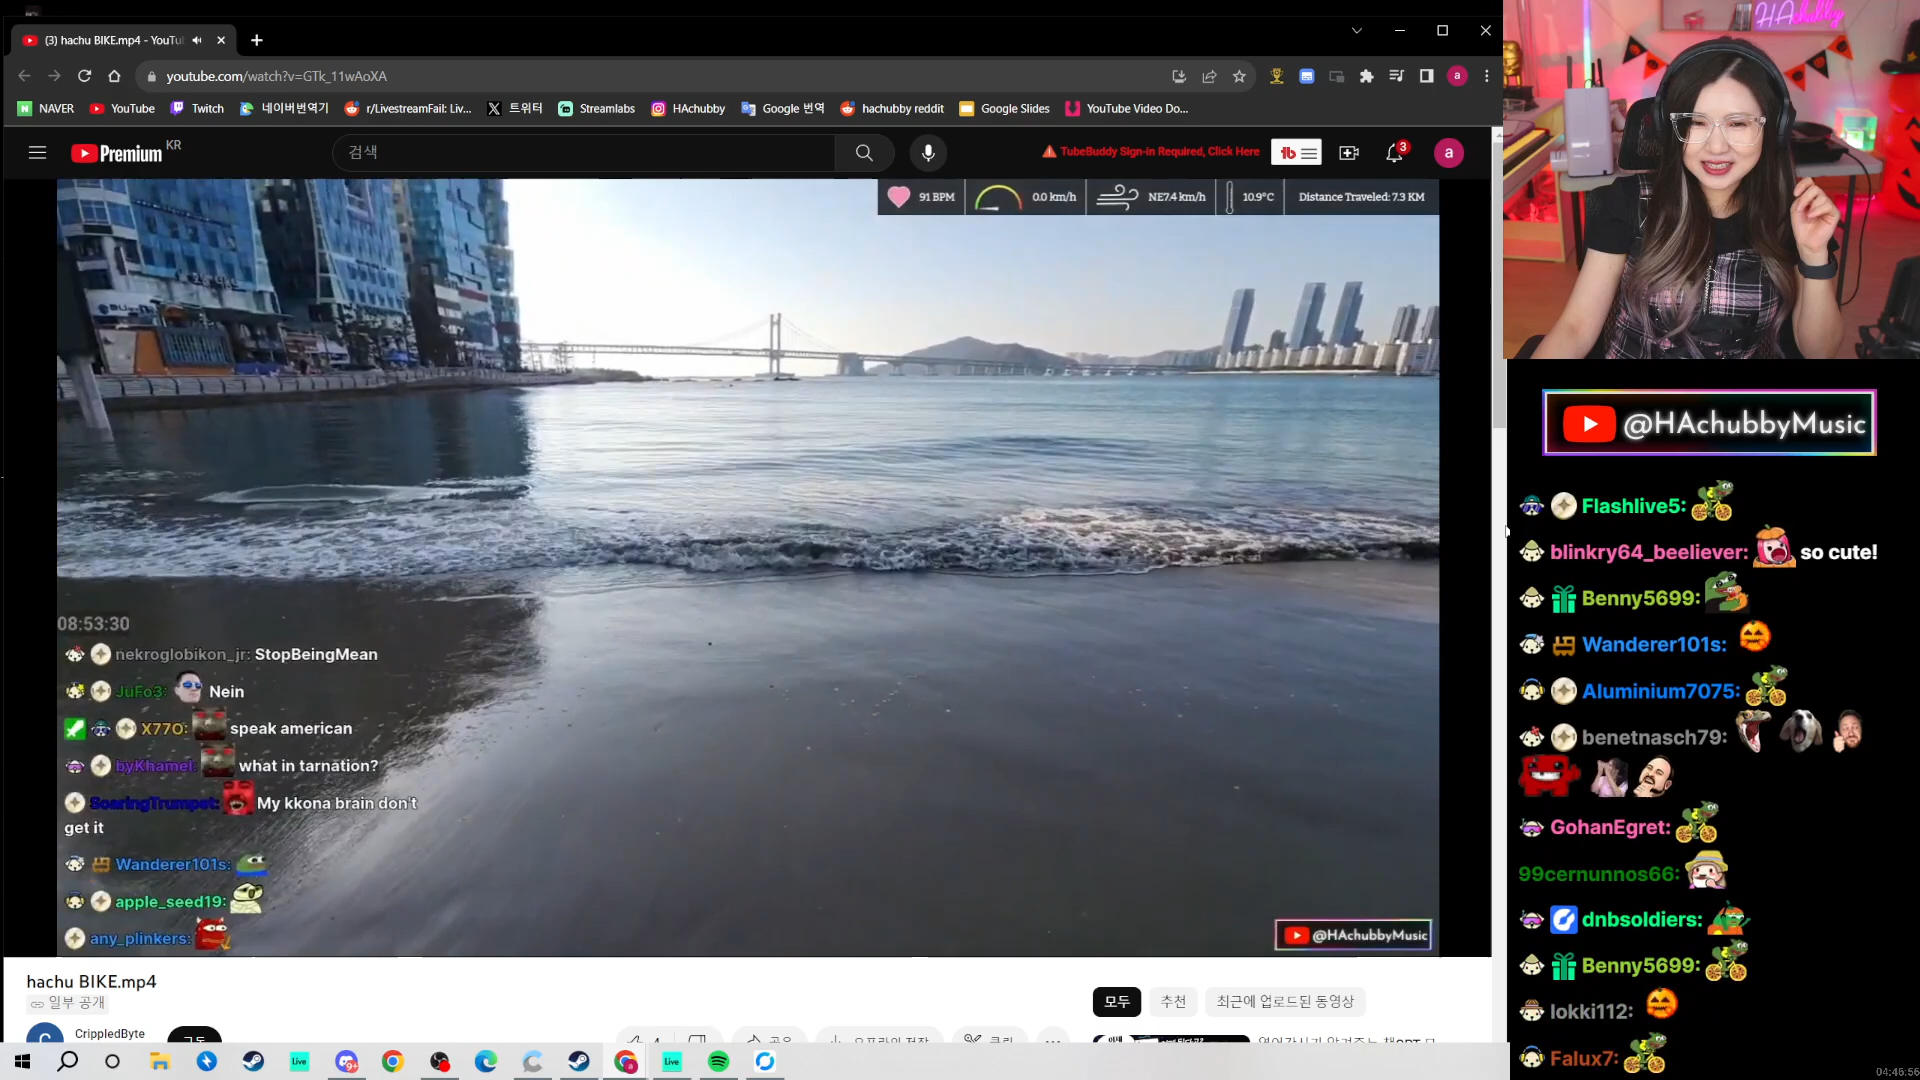 (3) hachu BIKE.mp4 - YouTu
youtube.com/watch?v=GTk_11wAoXA
NAVER
YouTube
Twitch
네이버번역기
r/LivestreamFail: Liv...
트위터
Streamlabs
HAchubby
Google 번역
hachubby reddit
Google Slides
YouTube Video Do...
Premium KR
검색
TubeBuddy Sign-in Required, Click Here
tb
3
a
91 BPM
0.0 km/h
NE7.4 km/h
10.9°C
Distance Traveled: 7.3 KM
08:53:30
nekroglobikon_jr: StopBeingMean
JuFo3: Nein
X77O: speak american
byKhamel: what in tarnation?
SoaringTrumpet: My kkona brain don't
get it
Wanderer101s:
apple_seed19:
any_plinkers:
@HAchubbyMusic
hachu BIKE.mp4
일부 공개
CrippledByte
모두
추천
최근에 업로드된 동영상
HAchubby
@HAchubbyMusic
Flashlive5:
blinkry64_beeliever: so cute!
Benny5699:
Wanderer101s:
Aluminium7075:
benetnasch79:
GohanEgret:
99cernunnos66:
dnbsoldiers:
Benny5699:
lokki112:
Falux7:
Live
9+
Live
04:46:56